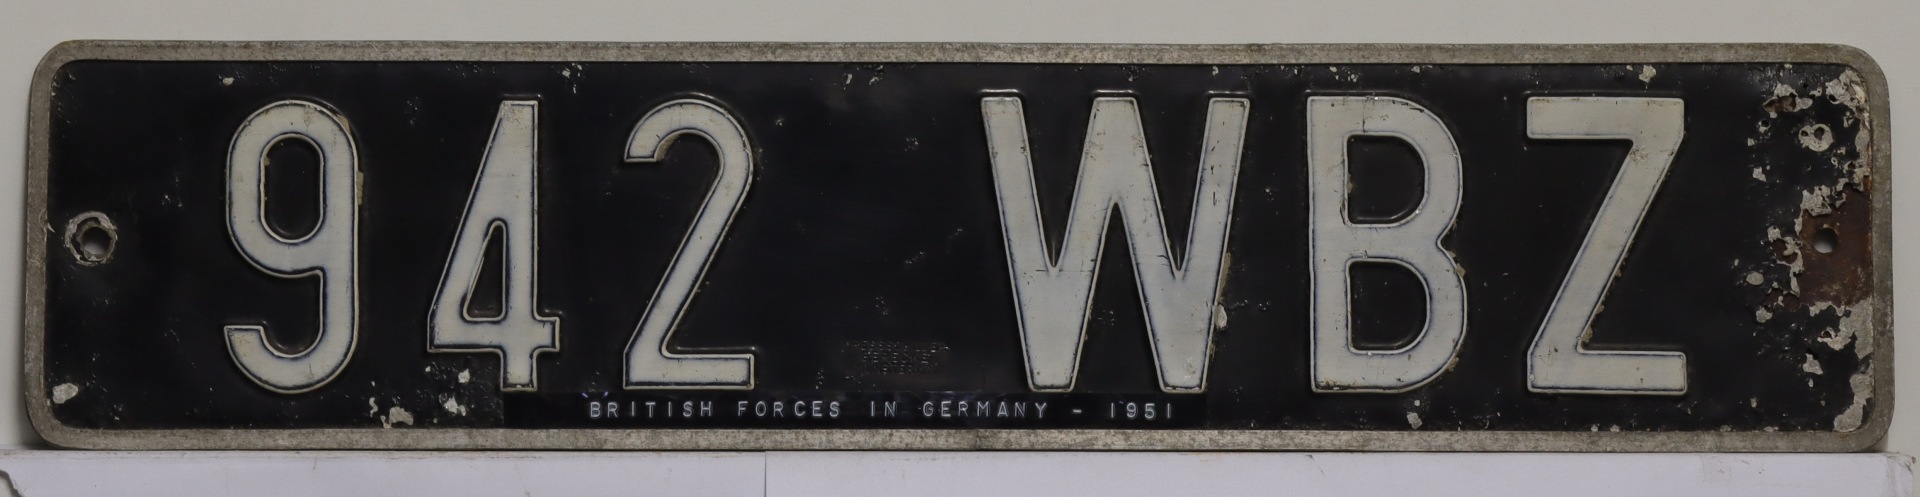 942 WBZ
BRITISH FORCES IN GERMANY - 1951